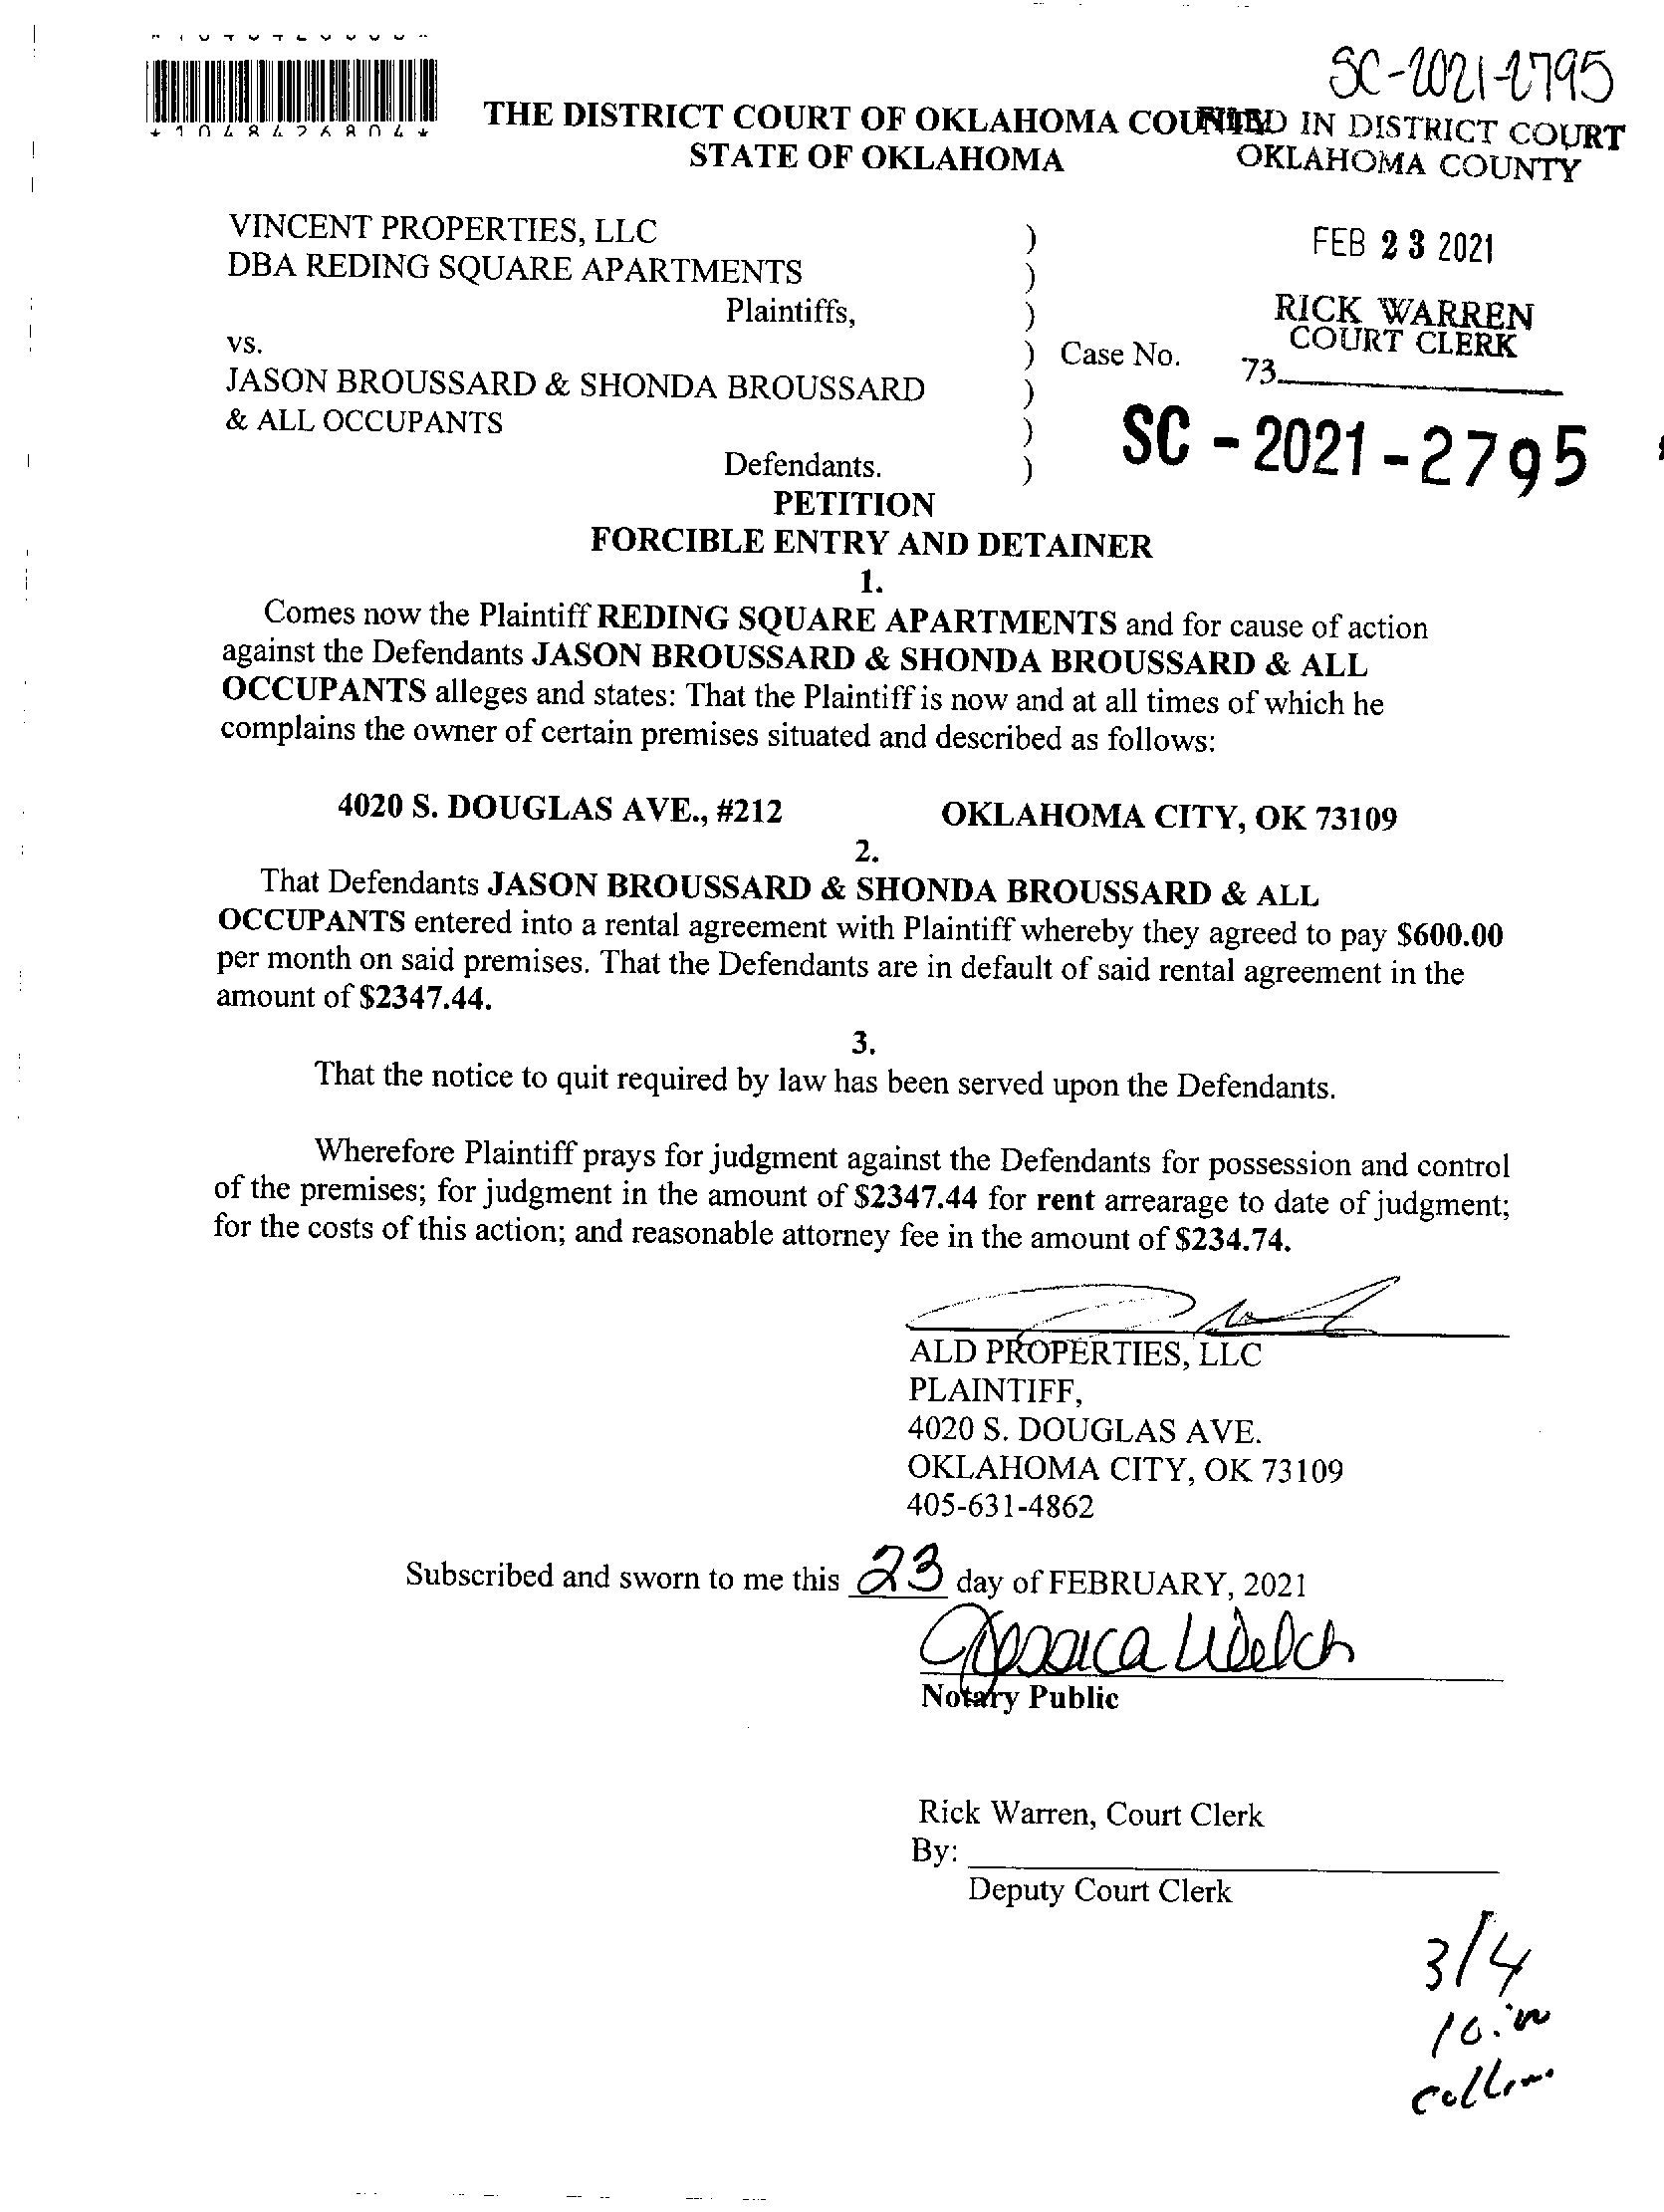 SC-2021-2795
*1048426804*
THE DISTRICT COURT OF OKLAHOMA COUNTY
STATE OF OKLAHOMA
FILED IN DISTRICT COURT
OKLAHOMA COUNTY
FEB 23 2021
RICK WARREN
COURT CLERK
73
VINCENT PROPERTIES, LLC )
DBA REDING SQUARE APARTMENTS )
Plaintiffs, )
vs. ) Case No.
JASON BROUSSARD & SHONDA BROUSSARD )
& ALL OCCUPANTS )
Defendants. )
SC - 2021 - 2795
PETITION
FORCIBLE ENTRY AND DETAINER
1.
Comes now the Plaintiff REDING SQUARE APARTMENTS and for cause of action
against the Defendants JASON BROUSSARD & SHONDA BROUSSARD & ALL
OCCUPANTS alleges and states: That the Plaintiff is now and at all times of which he
complains the owner of certain premises situated and described as follows:
4020 S. DOUGLAS AVE., #212 OKLAHOMA CITY, OK 73109
2.
That Defendants JASON BROUSSARD & SHONDA BROUSSARD & ALL
OCCUPANTS entered into a rental agreement with Plaintiff whereby they agreed to pay $600.00
per month on said premises. That the Defendants are in default of said rental agreement in the
amount of $2347.44.
3.
That the notice to quit required by law has been served upon the Defendants.
Wherefore Plaintiff prays for judgment against the Defendants for possession and control
of the premises; for judgment in the amount of $2347.44 for rent arrearage to date of judgment;
for the costs of this action; and reasonable attorney fee in the amount of $234.74.
ALD PROPERTIES, LLC
PLAINTIFF,
4020 S. DOUGLAS AVE.
OKLAHOMA CITY, OK 73109
405-631-4862
Subscribed and sworn to me this 23 day of FEBRUARY, 2021
Jessica Welch
Notary Public
Rick Warren, Court Clerk
By:
Deputy Court Clerk
3/4